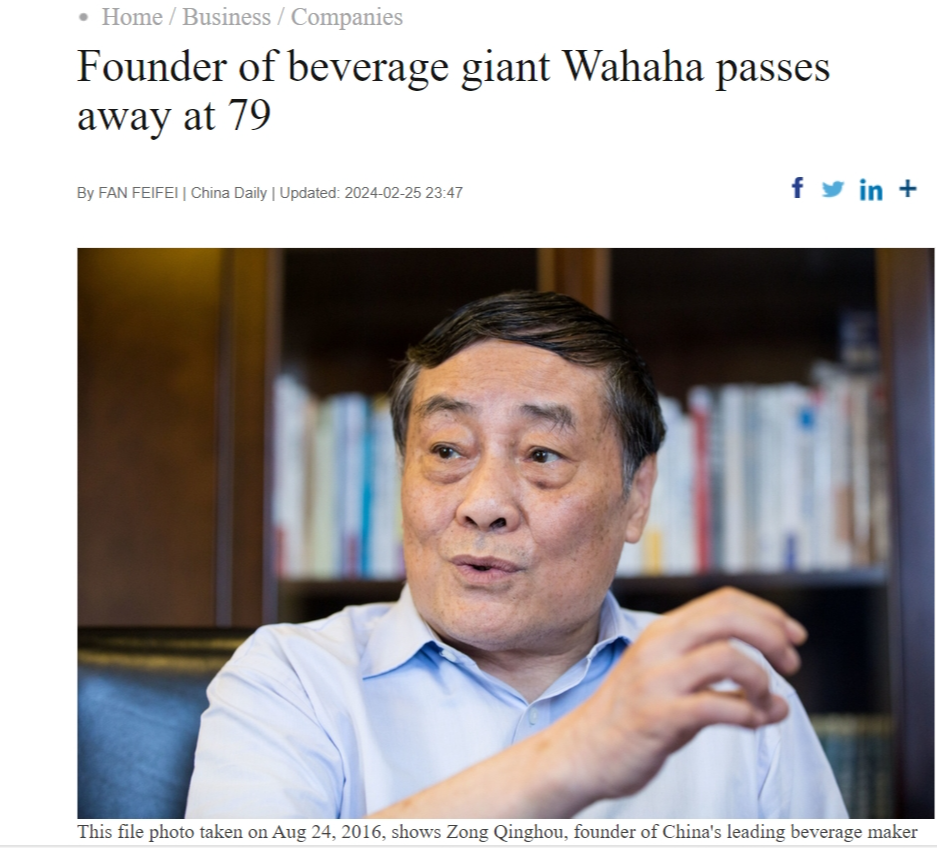 Home / Business / Companies
Founder of beverage giant Wahaha passes
away at 79
By FAN FEIFEI | China Daily | Updated: 2024-02-25 23:47
f in +
This file photo taken on Aug 24, 2016, shows Zong Qinghou, founder of China's leading beverage maker